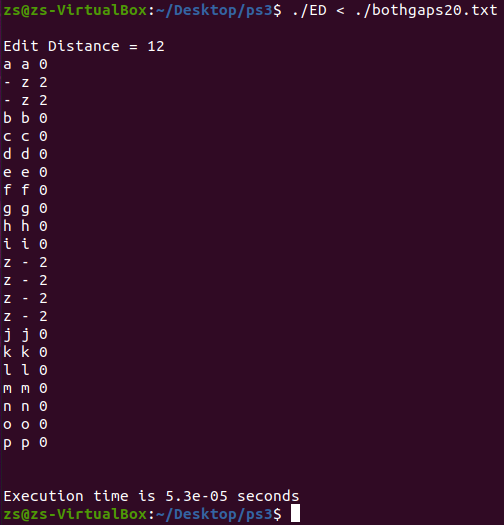 zs@zs-VirtualBox:~/Desktop/ps3$ ./ED < ./bothgaps20.txt
Edit Distance = 12
a a 0
- z 2
- z 2
b b 0
c c 0
d d 0
e e 0
f f 0
g g 0
h h 0
i i 0
z - 2
z - 2
z - 2
z - 2
j j 0
k k 0
l l 0
m m 0
n n 0
o o 0
p p 0
Execution time is 5.3e-05 seconds
zs@zs-VirtualBox:~/Desktop/ps3$